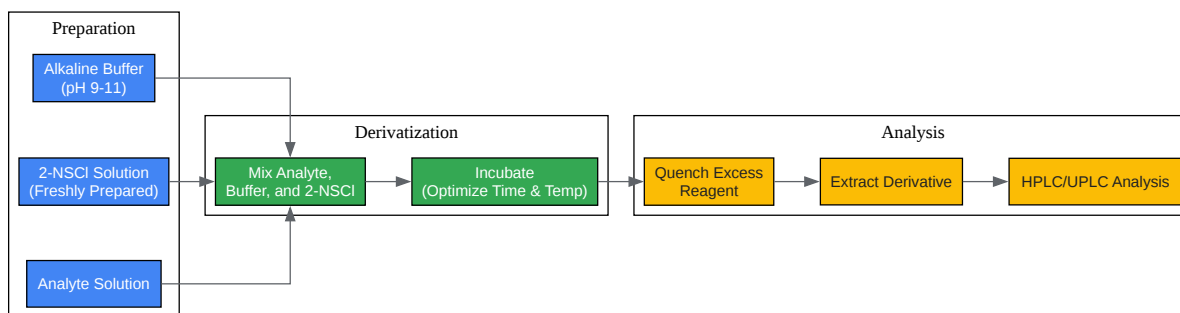 Preparation
Alkaline Buffer
(pH 9-11)
2-NSCl Solution
(Freshly Prepared)
Analyte Solution
Derivatization
Mix Analyte,
Buffer, and 2-NSCl
Incubate
(Optimize Time & Temp)
Analysis
Quench Excess
Reagent
Extract Derivative
HPLC/UPLC Analysis